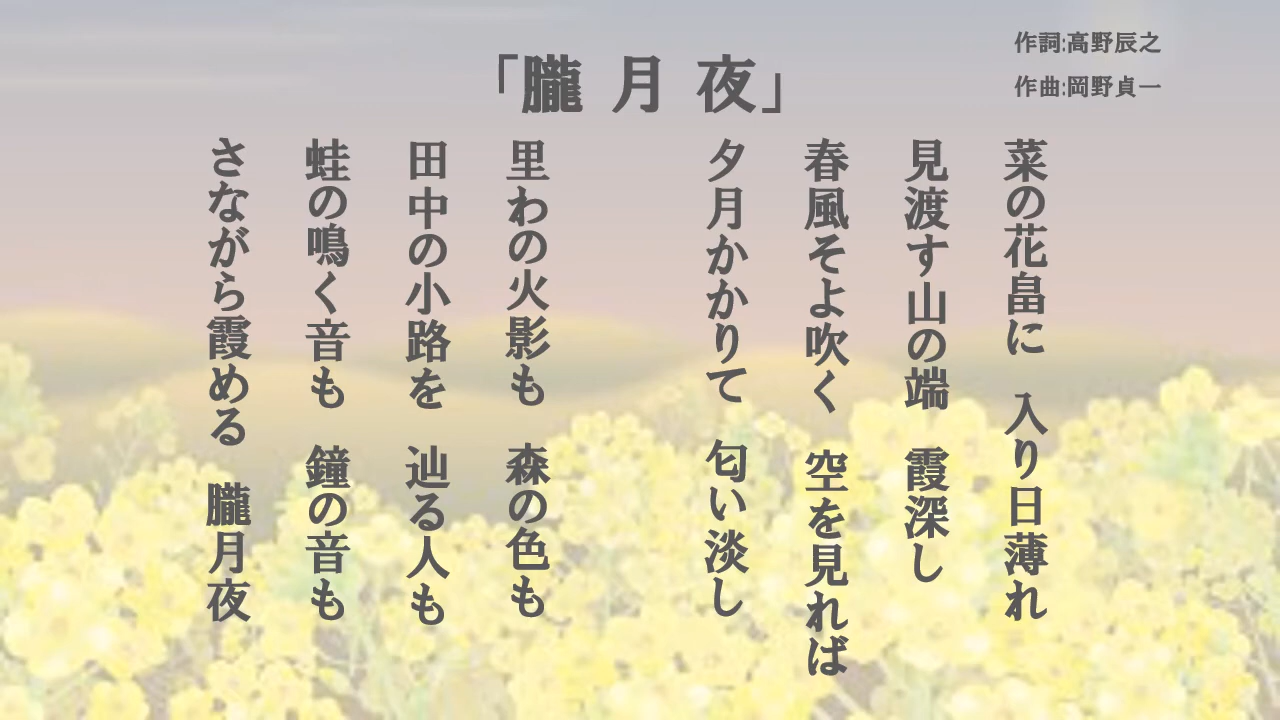 「朧 月 夜」
作詞:高野辰之
作曲:岡野貞一
菜の花畠に　入り日薄れ
見渡す山の端　霞深し
春風そよ吹く　空を見れば
夕月かかりて　匂い淡し
里わの火影も　森の色も
田中の小路を　辿る人も
蛙の鳴く音も　鐘の音も
さながら霞める　朧月夜